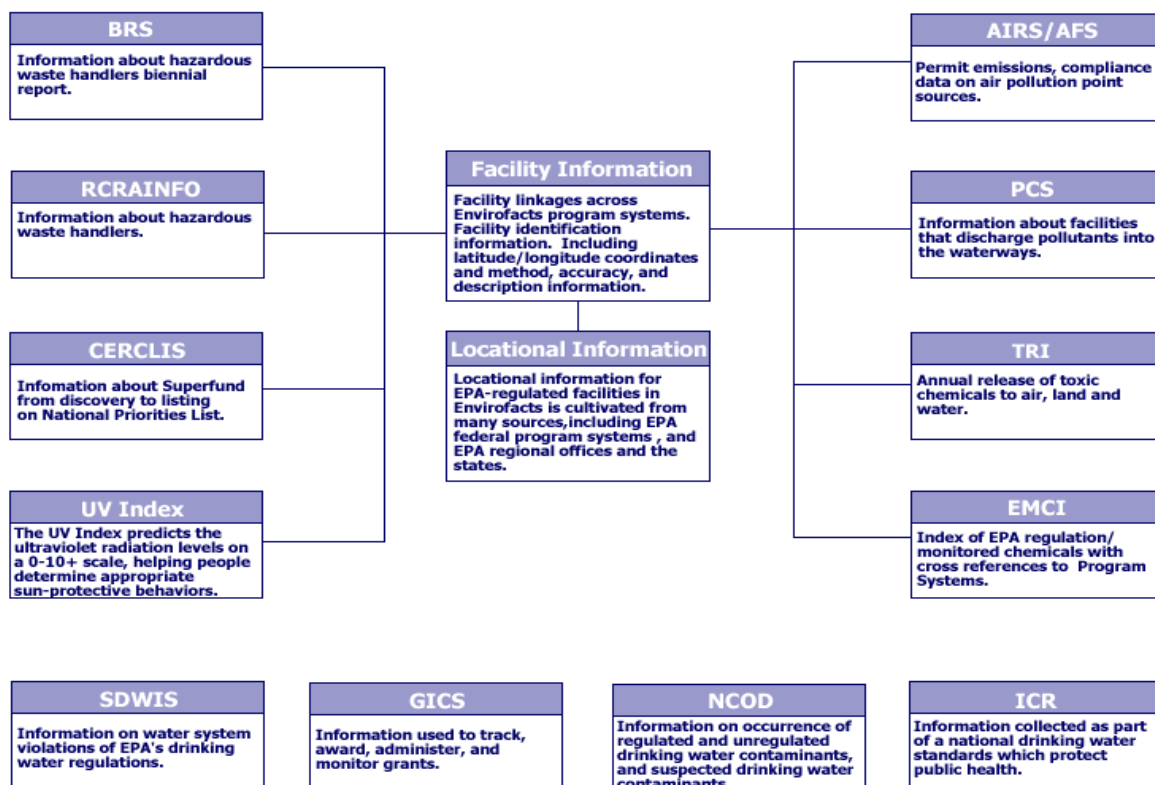 BRS
Information about hazardous
waste handlers biennial
report.
AIRS/AFS
Permit emissions, compliance
data on air pollution point
sources.
RCRAINFO
Information about hazardous
waste handlers.
Facility Information
Facility linkages across
Envirofacts program systems.
Facility identification
information.  Including
latitude/longitude coordinates
and method, accuracy, and
description information.
PCS
Information about facilities
that discharge pollutants into
the waterways.
CERCLIS
Infomation about Superfund
from discovery to listing
on National Priorities List.
Locational Information
Locational information for
EPA-regulated facilities in
Envirofacts is cultivated from
many sources,including EPA
federal program systems , and
EPA regional offices and the
states.
TRI
Annual release of toxic
chemicals to air, land and
water.
UV Index
The UV Index predicts the
ultraviolet radiation levels on
a 0-10+ scale, helping people
determine appropriate
sun-protective behaviors.
EMCI
Index of EPA regulation/
monitored chemicals with
cross references to  Program
Systems.
SDWIS
Information on water system
violations of EPA's drinking
water regulations.
GICS
Information used to track,
award, administer, and
monitor grants.
NCOD
Information on occurrence of
regulated and unregulated
drinking water contaminants,
and suspected drinking water
contaminants
ICR
Information collected as part
of a national drinking water
standards which protect
public health.